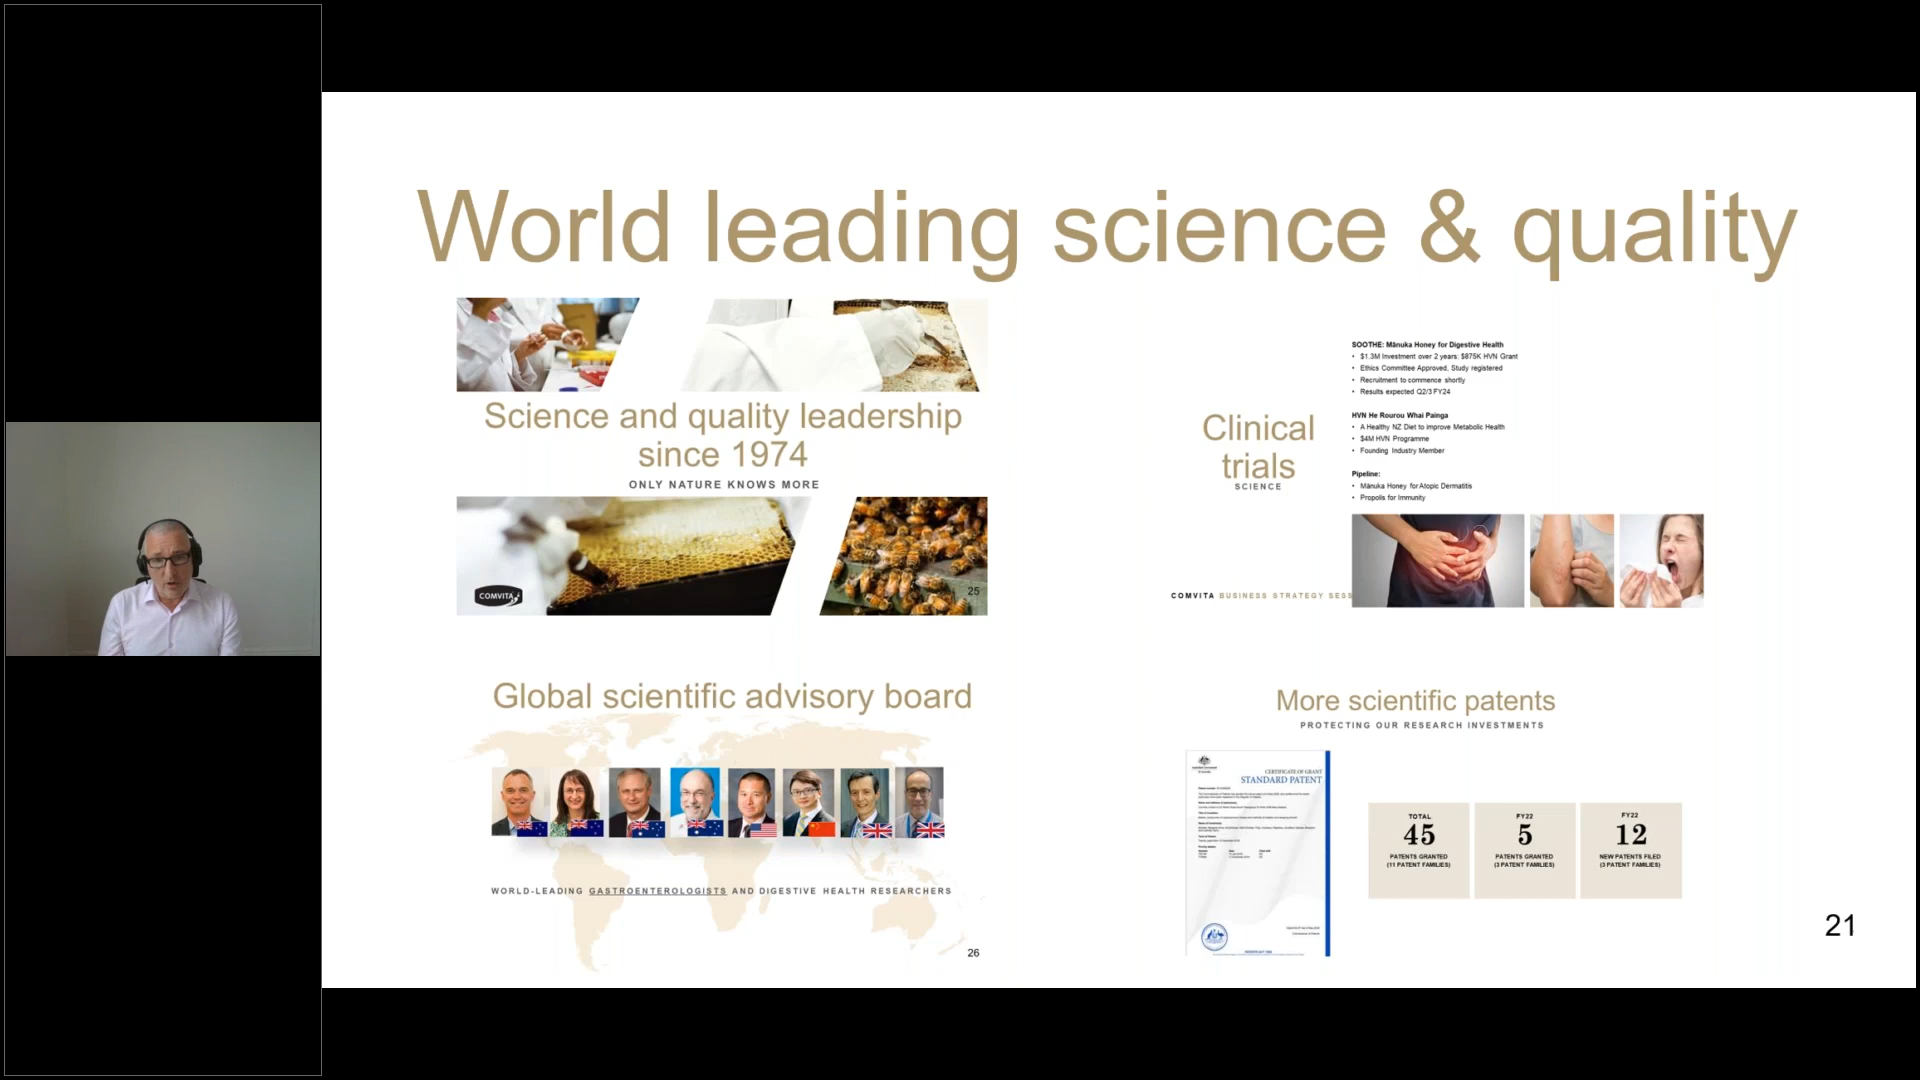 World leading science & quality
Science and quality leadership
since 1974
ONLY NATURE KNOWS MORE
COMVITA
25
Clinical
trials
SCIENCE
SOOTHE: Mānuka Honey for Digestive Health
• $1.3M Investment over 2 years: $875K HVN Grant
• Ethics Committee Approved, Study registered
• Recruitment to commence shortly
• Results expected Q2/3 FY24
HVN He Rourou Whai Painga
• A Healthy NZ Diet to improve Metabolic Health
• $4M HVN Programme
• Founding Industry Member
Pipeline:
• Mānuka Honey for Atopic Dermatitis
• Propolis for Immunity
COMVITA BUSINESS STRATEGY SESS
Global scientific advisory board
WORLD-LEADING GASTROENTEROLOGISTS AND DIGESTIVE HEALTH RESEARCHERS
26
More scientific patents
PROTECTING OUR RESEARCH INVESTMENTS
CERTIFICATE OF GRANT
STANDARD PATENT
TOTAL
45
PATENTS GRANTED
(11 PATENT FAMILIES)
FY22
5
PATENTS GRANTED
(3 PATENT FAMILIES)
FY22
12
NEW PATENTS FILED
(3 PATENT FAMILIES)
21